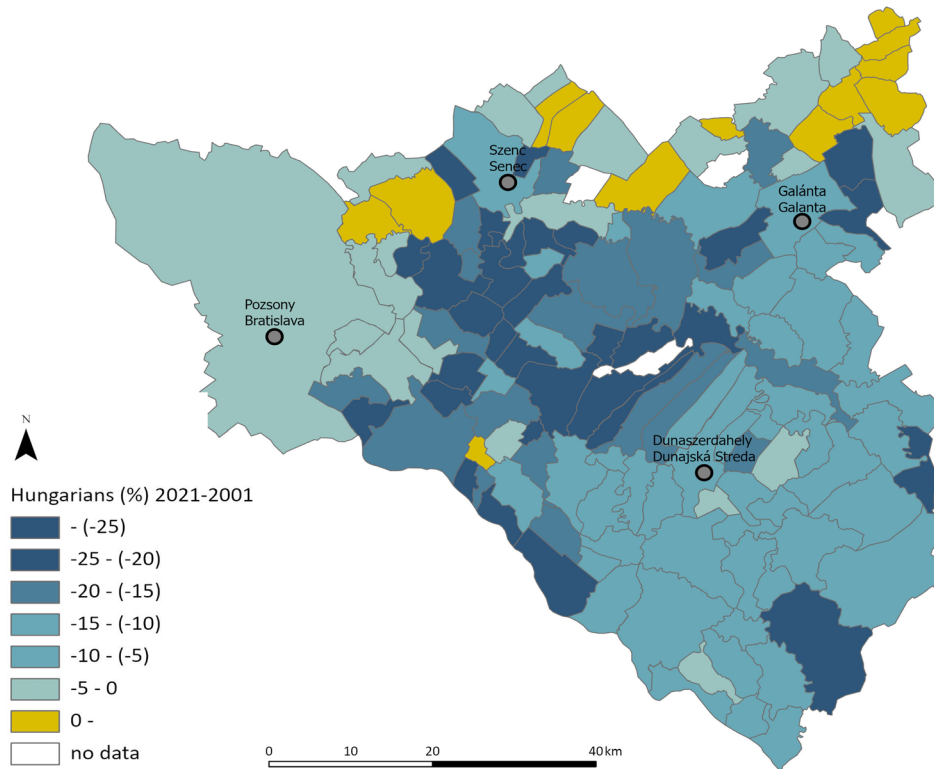 Szenc
Senec
Galánta
Galanta
Pozsony
Bratislava
N
Dunaszerdahely
Dunajská Streda
Hungarians (%) 2021-2001
- (-25)
-25 - (-20)
-20 - (-15)
-15 - (-10)
-10 - (-5)
-5 - 0
0 -
no data
0 10 20 40 km